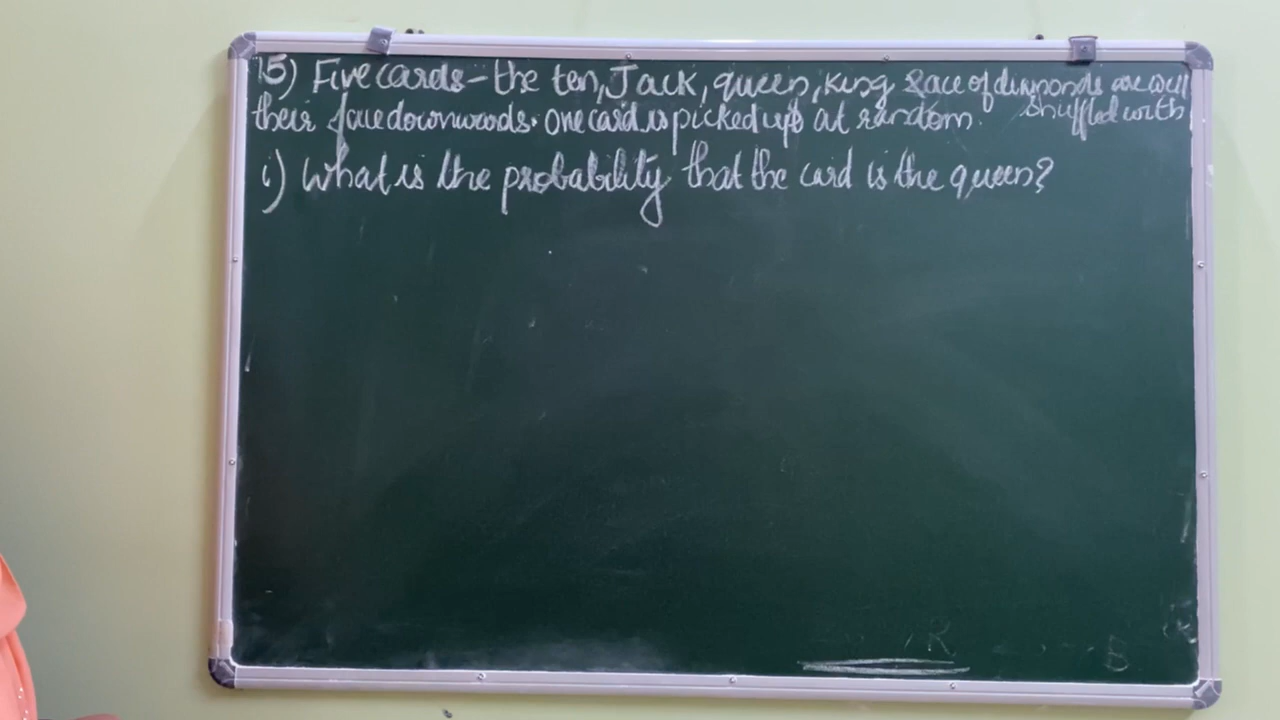 15) Five cards - the ten, Jack, queen, King & ace of diamonds are well shuffled with
their face downwards. One card is picked up at random.
i) What is the probability that the card is the queen?
R
B